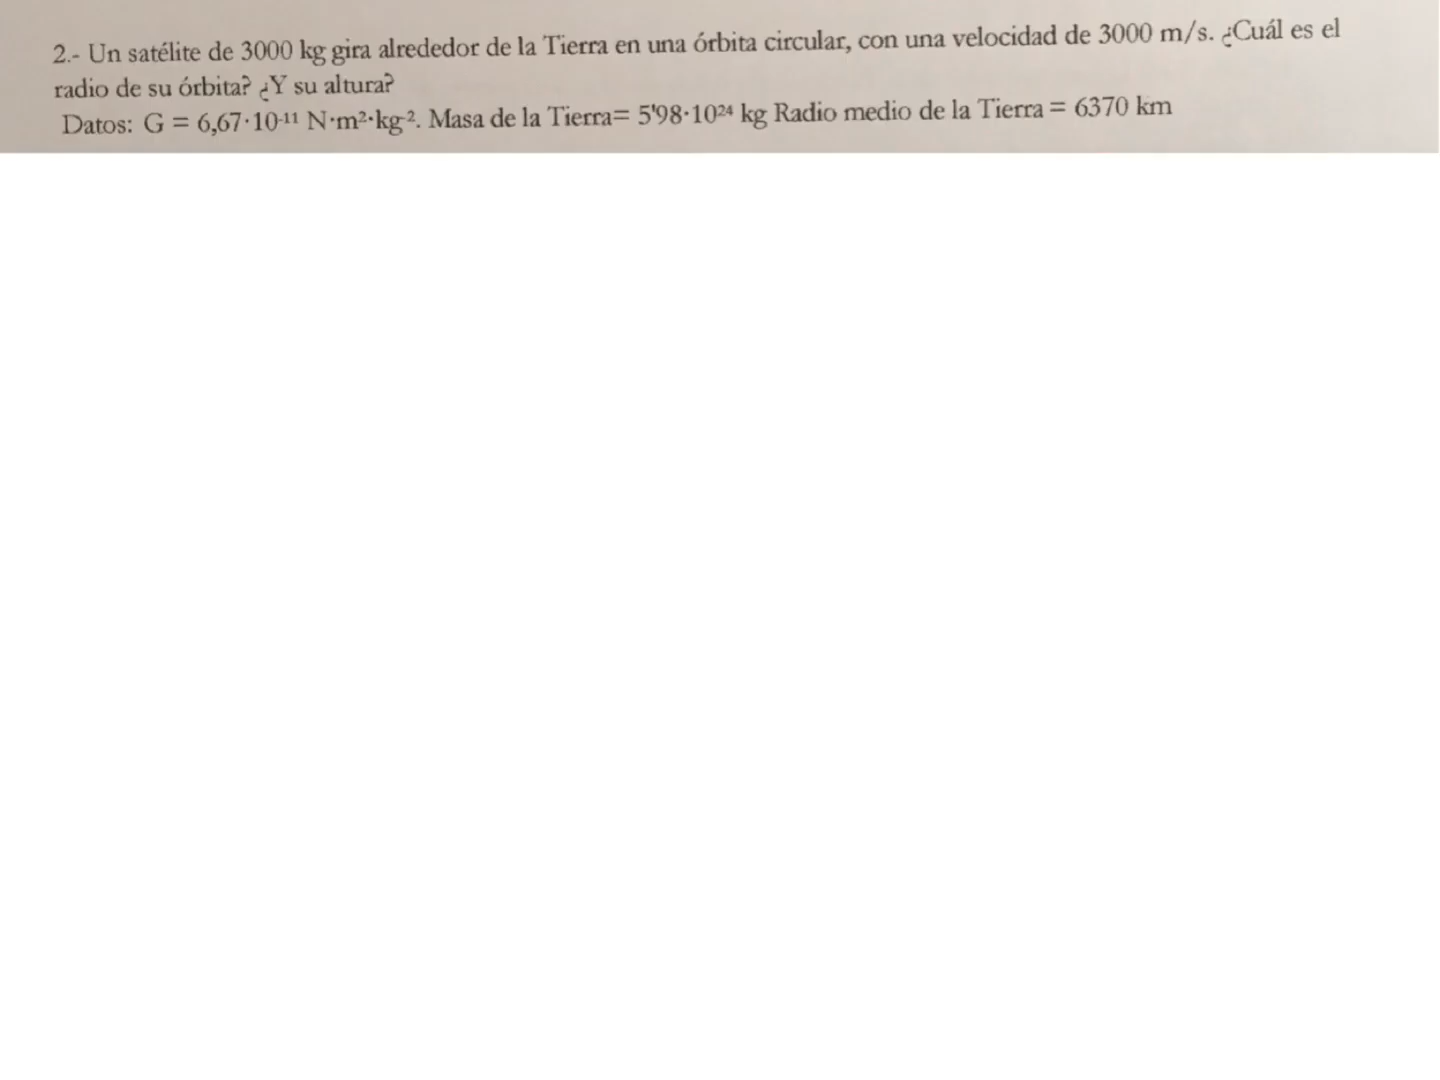 2.- Un satélite de 3000 kg gira alrededor de la Tierra en una órbita circular, con una velocidad de 3000 m/s. ¿Cuál es el
radio de su órbita? ¿Y su altura?
Datos: G = 6,67·10⁻¹¹ N·m²·kg⁻². Masa de la Tierra= 5'98·10²⁴ kg Radio medio de la Tierra = 6370 km